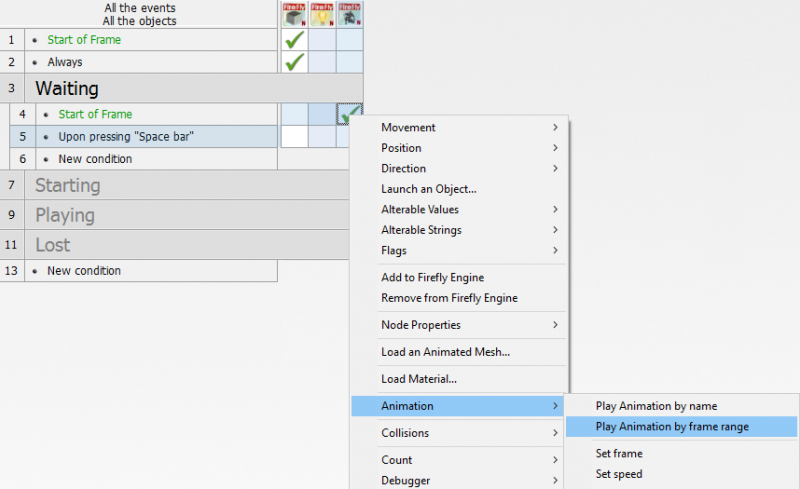 All the events
All the objects
1 • Start of Frame
2 • Always
3 Waiting
4 • Start of Frame
5 • Upon pressing "Space bar"
6 • New condition
7 Starting
9 Playing
11 Lost
13 • New condition
Movement
Position
Direction
Launch an Object...
Alterable Values
Alterable Strings
Flags
Add to Firefly Engine
Remove from Firefly Engine
Node Properties
Load an Animated Mesh...
Load Material...
Animation
Collisions
Count
Debugger
Play Animation by name
Play Animation by frame range
Set frame
Set speed